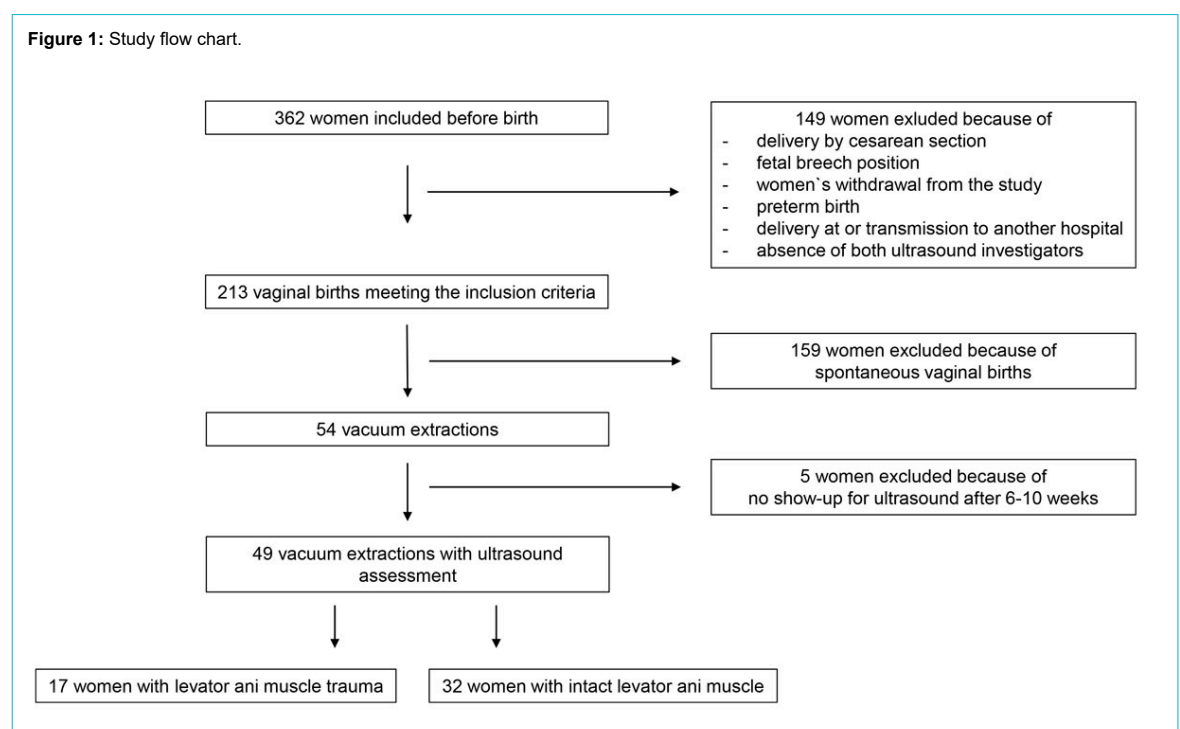 Figure 1: Study flow chart.
362 women included before birth
149 women exluded because of
- delivery by cesarean section
- fetal breech position
- women`s withdrawal from the study
- preterm birth
- delivery at or transmission to another hospital
- absence of both ultrasound investigators
213 vaginal births meeting the inclusion criteria
159 women excluded because of
spontaneous vaginal births
54 vacuum extractions
5 women excluded because of
no show-up for ultrasound after 6-10 weeks
49 vacuum extractions with ultrasound
assessment
17 women with levator ani muscle trauma
32 women with intact levator ani muscle